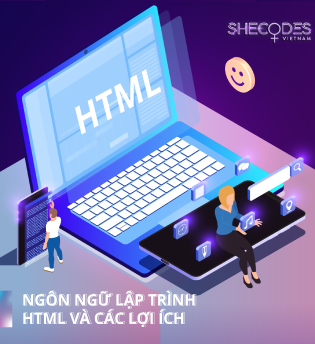 SHECODES
VIETNAM
HTML
NGÔN NGỮ LẬP TRÌNH
HTML VÀ CÁC LỢI ÍCH